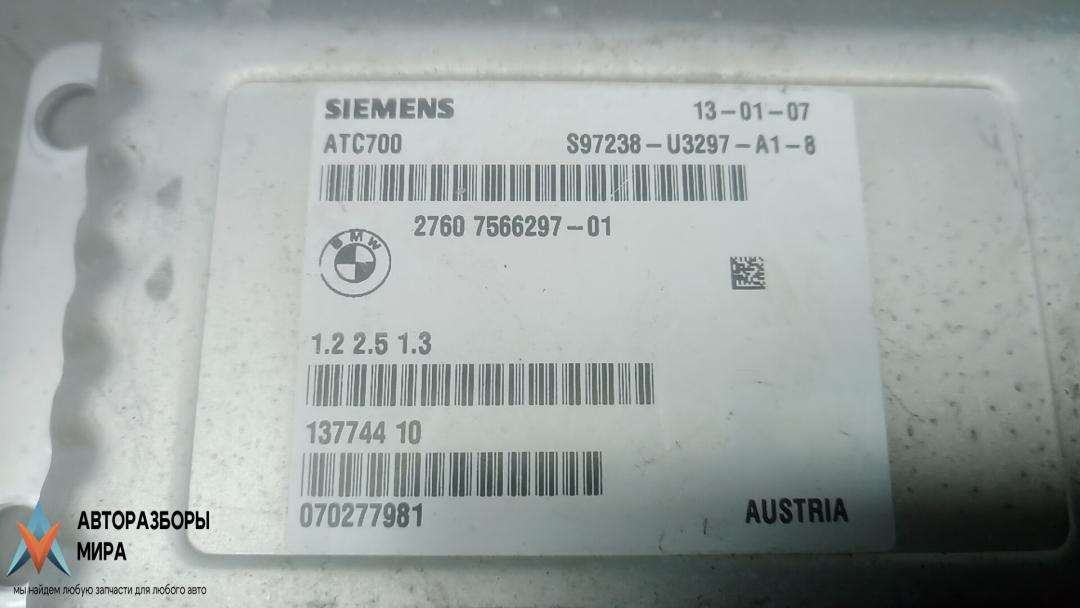 SIEMENS 13-01-07
ATC700 S97238-U3297-A1-8
2760 7566297-01
BMW
1.2 2.5 1.3
137744 10
070277981
AUSTRIA
АВТОРАЗБОРЫ
МИРА
мы найдем любую запчасти для любого авто